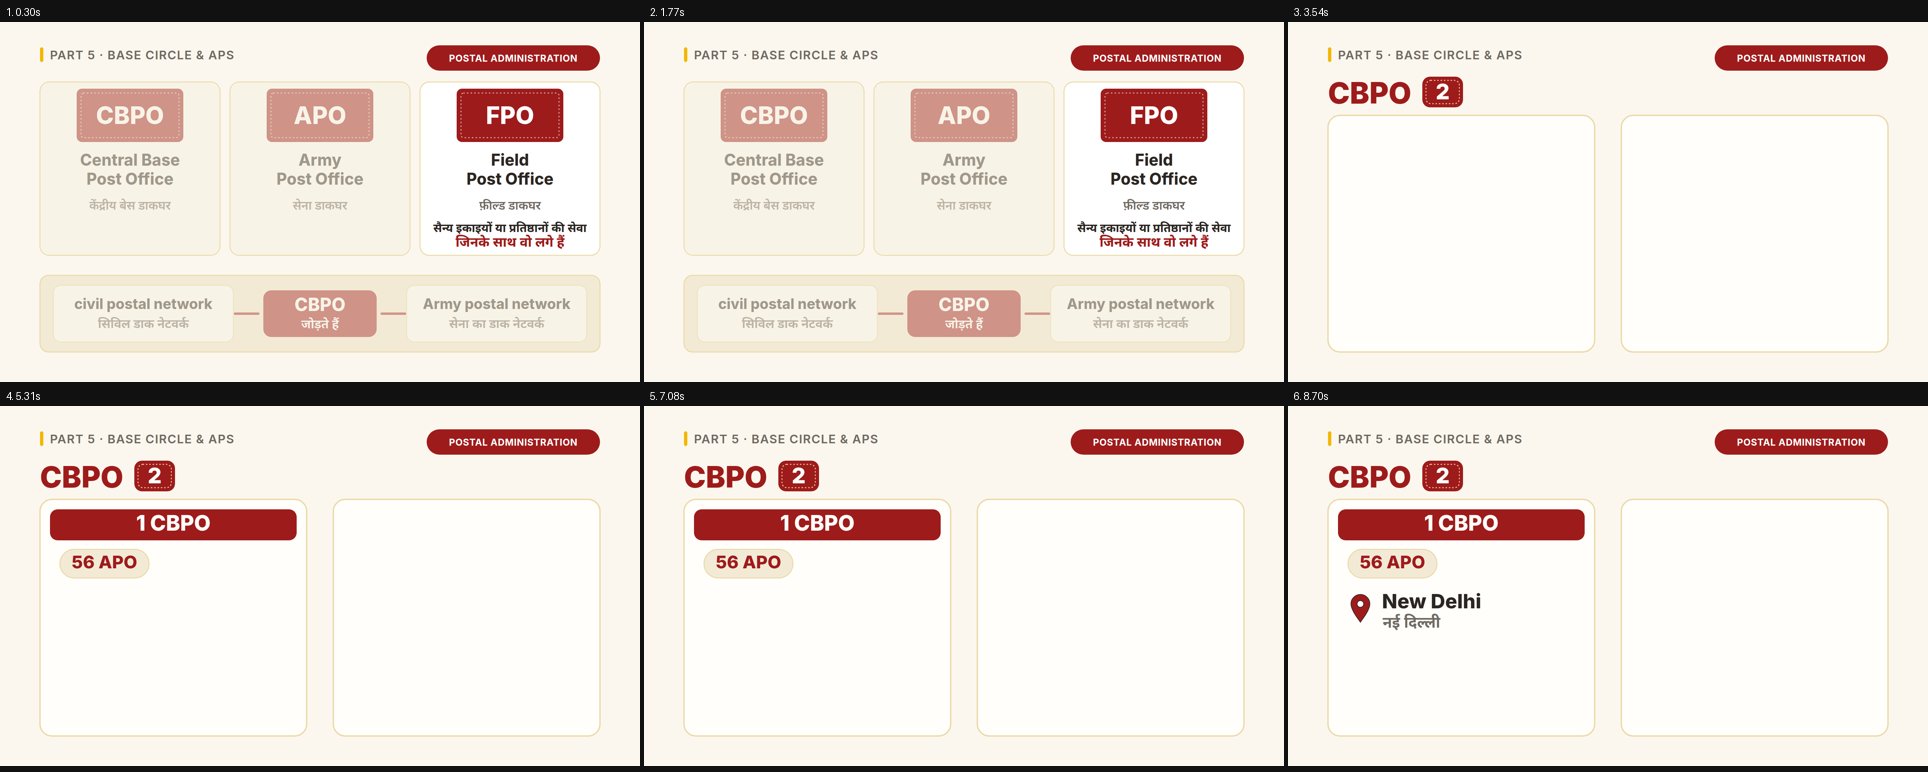 1. 0.30s
PART 5 · BASE CIRCLE & APS
POSTAL ADMINISTRATION
CBPO
Central Base
Post Office
केंद्रीय बेस डाकघर
APO
Army
Post Office
सेना डाकघर
FPO
Field
Post Office
फ़ील्ड डाकघर
सैन्य इकाइयों या प्रतिष्ठानों की सेवा
जिनके साथ वो लगे हैं
civil postal network
सिविल डाक नेटवर्क
CBPO
जोड़ते हैं
Army postal network
सेना का डाक नेटवर्क
2. 1.77s
PART 5 · BASE CIRCLE & APS
POSTAL ADMINISTRATION
CBPO
Central Base
Post Office
केंद्रीय बेस डाकघर
APO
Army
Post Office
सेना डाकघर
FPO
Field
Post Office
फ़ील्ड डाकघर
सैन्य इकाइयों या प्रतिष्ठानों की सेवा
जिनके साथ वो लगे हैं
civil postal network
सिविल डाक नेटवर्क
CBPO
जोड़ते हैं
Army postal network
सेना का डाक नेटवर्क
3. 3.54s
PART 5 · BASE CIRCLE & APS
POSTAL ADMINISTRATION
CBPO 2
4. 5.31s
PART 5 · BASE CIRCLE & APS
POSTAL ADMINISTRATION
CBPO 2
1 CBPO
56 APO
5. 7.08s
PART 5 · BASE CIRCLE & APS
POSTAL ADMINISTRATION
CBPO 2
1 CBPO
56 APO
6. 8.70s
PART 5 · BASE CIRCLE & APS
POSTAL ADMINISTRATION
CBPO 2
1 CBPO
56 APO
New Delhi
नई दिल्ली